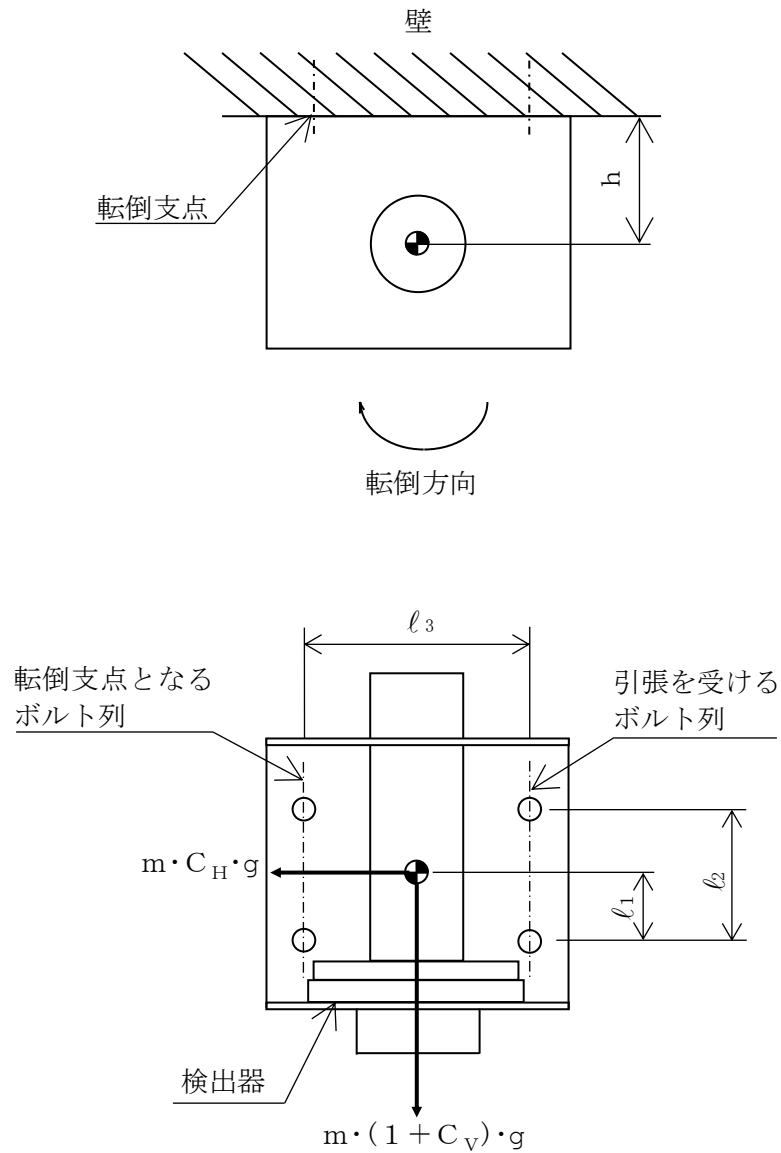 壁
転倒支点
h
転倒方向
ℓ3
転倒支点となる
ボルト列
引張を受ける
ボルト列
m・CH・g
ℓ1
ℓ2
検出器
m・(1+CV)・g